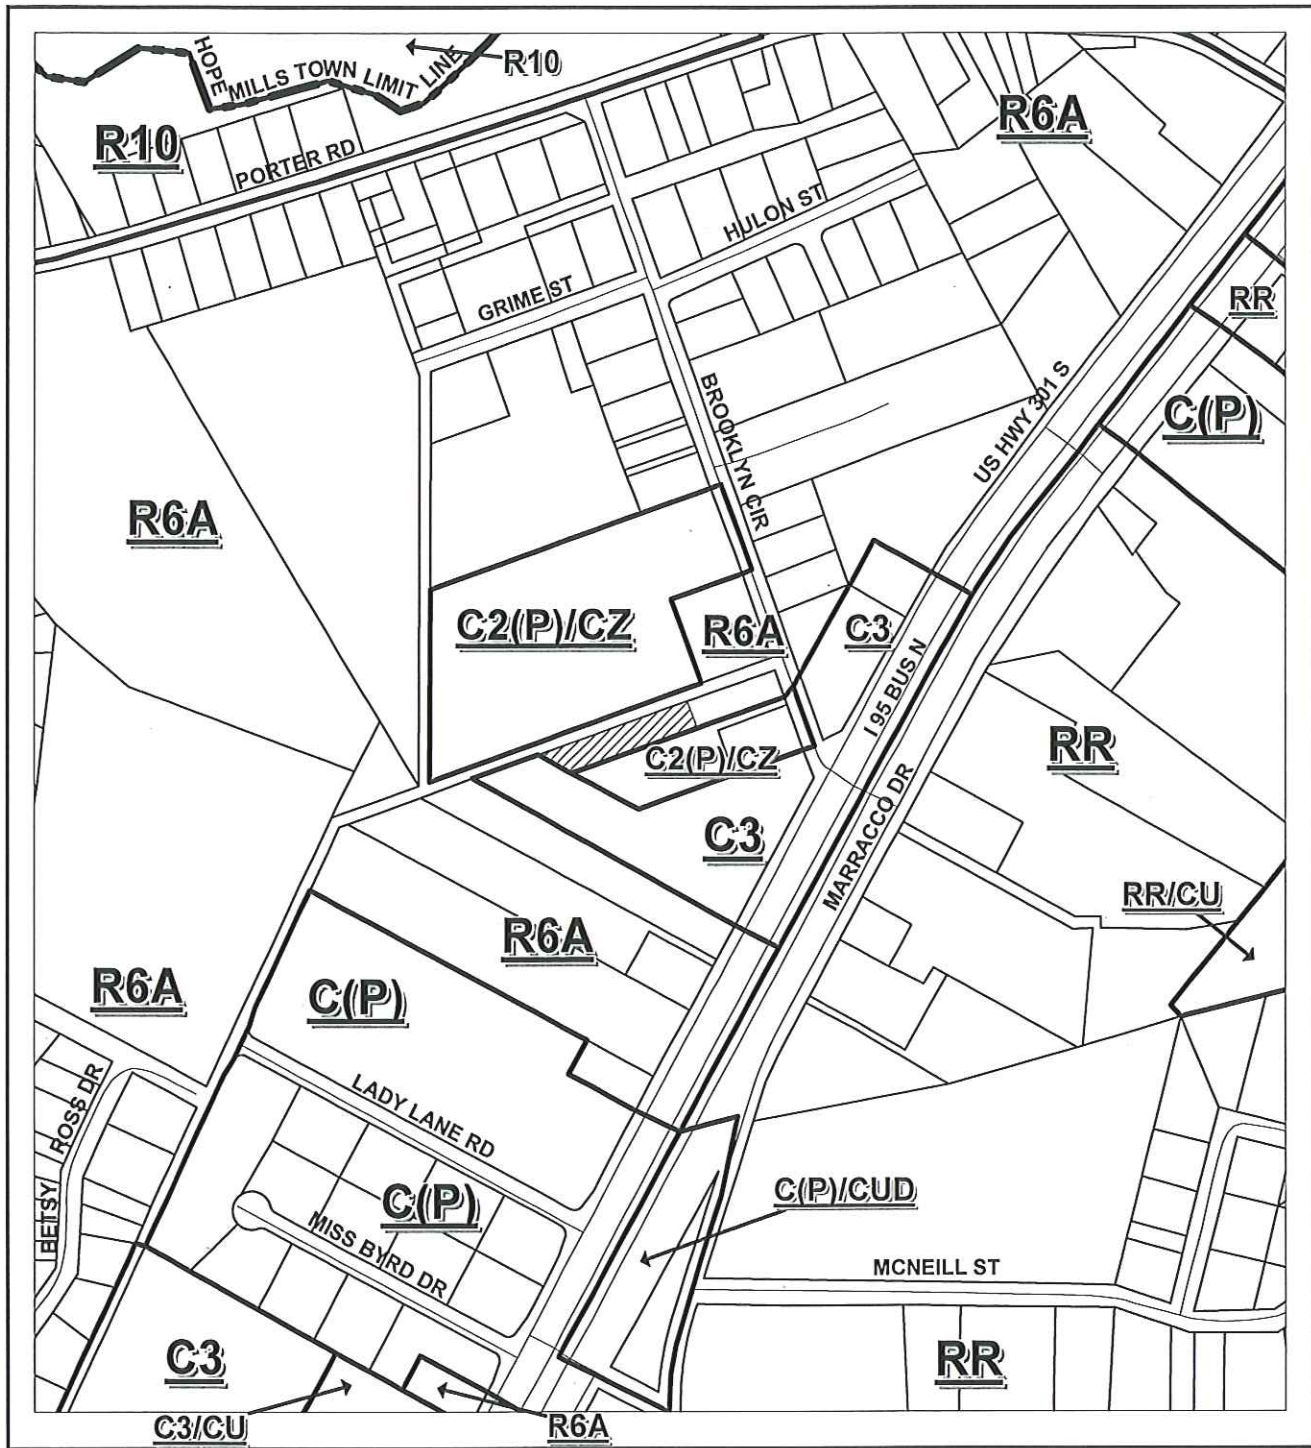 HOPE MILLS TOWN LIMIT LINE
R10
R10
PORTER RD
R6A
HULON ST
GRIME ST
RR
C(P)
BROOKLYN CIR
US HWY 301 S
R6A
C2(P)/CZ
R6A
C3
I 95 BUS N
C2(P)/CZ
RR
C3
MARRACCO DR
RR/CU
R6A
R6A
C(P)
LADY LANE RD
BETSY ROSS DR
C(P)
C(P)/CUD
MISS BYRD DR
MCNEILL ST
C3
RR
C3/CU
R6A